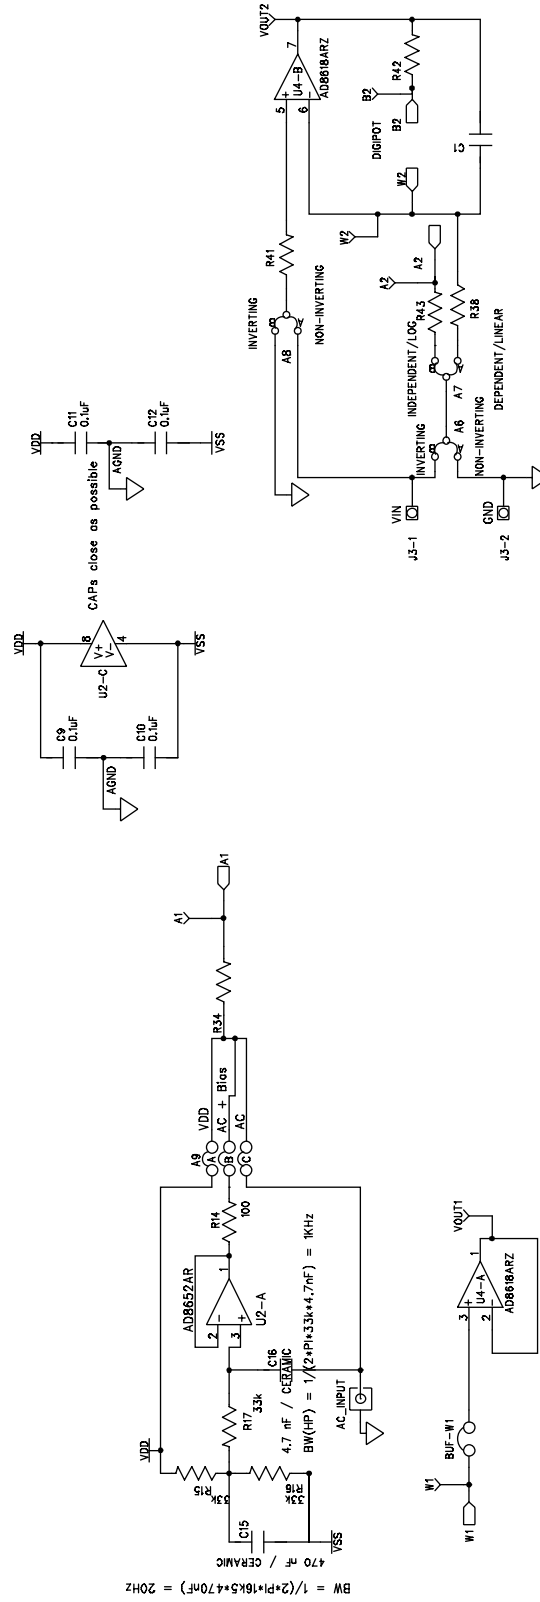 VOUT2
7
U4-B
AD8618ARZ
+
−
5
6
R42
B2
B2
DIGIPOT
C1
W2
W2
R41
INVERTING
B
A
A8
NON-INVERTING
A2
A2
R43
R38
INDEPENDENT/LOG
B
A
A7
DEPENDENT/LINEAR
INVERTING
B
A
A6
NON-INVERTING
VIN
J3-1
GND
J3-2
VDD
C11
0.1uF
AGND
C12
0.1uF
VSS
CAPs close as possible
VDD
8
V+
V-
4
U2-C
VSS
C9
0.1uF
AGND
C10
0.1uF
A1
A1
R34
VDD
AC + Bias
AC
A9
A
B
C
R14
100
AD8652AR
1
2
−
3
+
U2-A
C16
4.7 nF / CERAMIC
BW(HP) = 1/(2*PI*33k*4.7nF) = 1KHz
R17
33k
AC_INPUT
VDD
R15
33k
R16
33k
C15
470 nF / CERAMIC
VSS
BW = 1/(2*PI*16k5*470nF) = 20Hz
VOUT1
1
U4-A
AD8618ARZ
3
+
2
−
BUF-W1
W1
W1